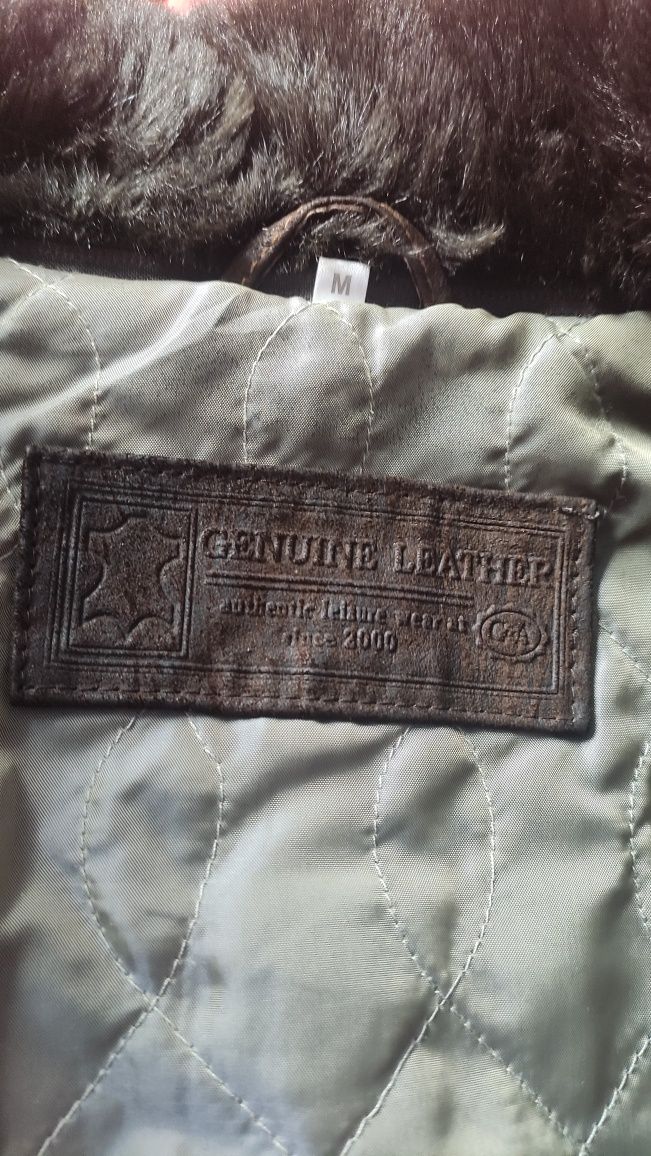 M
GENUINE LEATHER
authentic leisure wear at C&A
since 2000